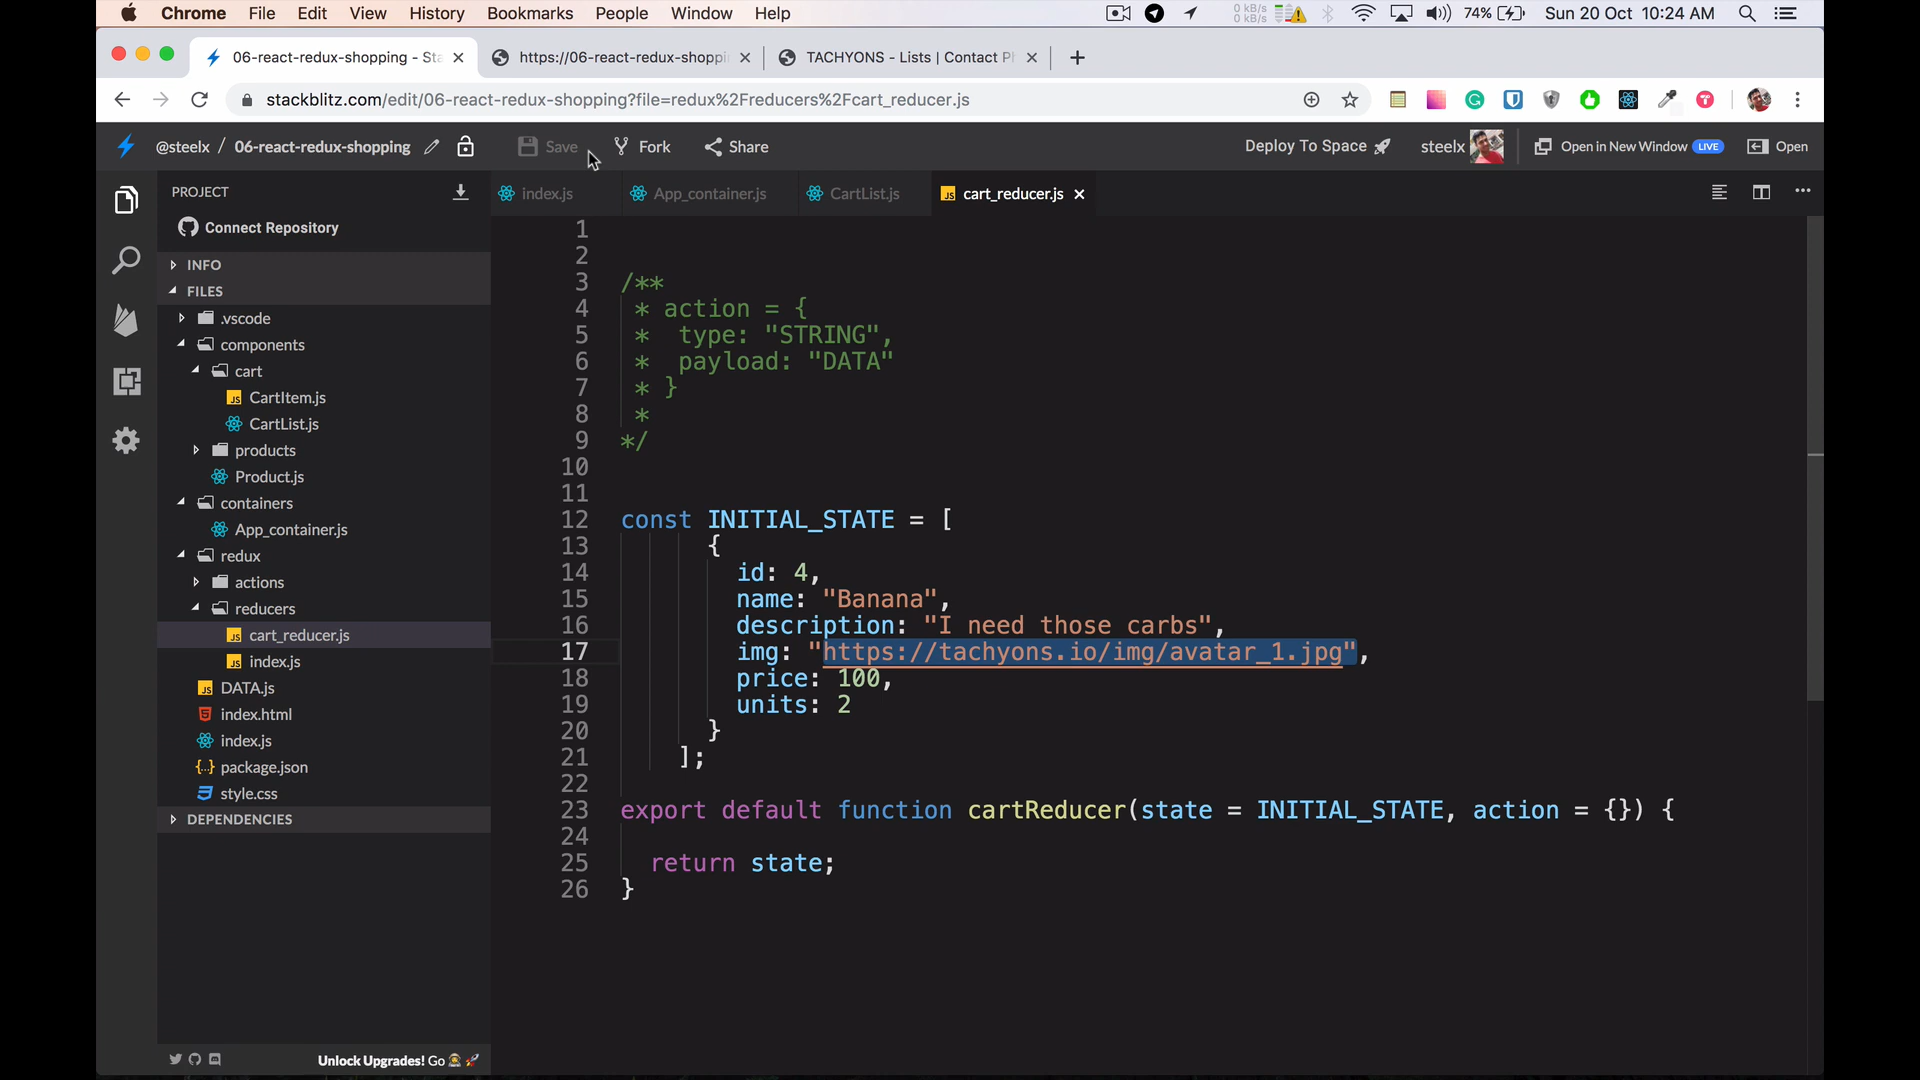 Chrome File Edit View History Bookmarks People Window Help 0 kB/s 0 kB/s 74% Sun 20 Oct 10:24 AM
06-react-redux-shopping - Sta https://06-react-redux-shoppi TACHYONS - Lists | Contact Ph
stackblitz.com/edit/06-react-redux-shopping?file=redux%2Freducers%2Fcart_reducer.js
@steelx / 06-react-redux-shopping Save Fork Share Deploy To Space steelx Open in New Window LIVE Open
PROJECT
Connect Repository
INFO
FILES
.vscode
components
cart
CartItem.js
CartList.js
products
Product.js
containers
App_container.js
redux
actions
reducers
cart_reducer.js
index.js
DATA.js
index.html
index.js
package.json
style.css
DEPENDENCIES
Unlock Upgrades! Go
index.js App_container.js CartList.js cart_reducer.js
1
2
3 /**
4 * action = {
5 * type: "STRING",
6 * payload: "DATA"
7 * }
8 *
9 */
10
11
12 const INITIAL_STATE = [
13 {
14 id: 4,
15 name: "Banana",
16 description: "I need those carbs",
17 img: "https://tachyons.io/img/avatar_1.jpg",
18 price: 100,
19 units: 2
20 }
21 ];
22
23 export default function cartReducer(state = INITIAL_STATE, action = {}) {
24
25 return state;
26 }